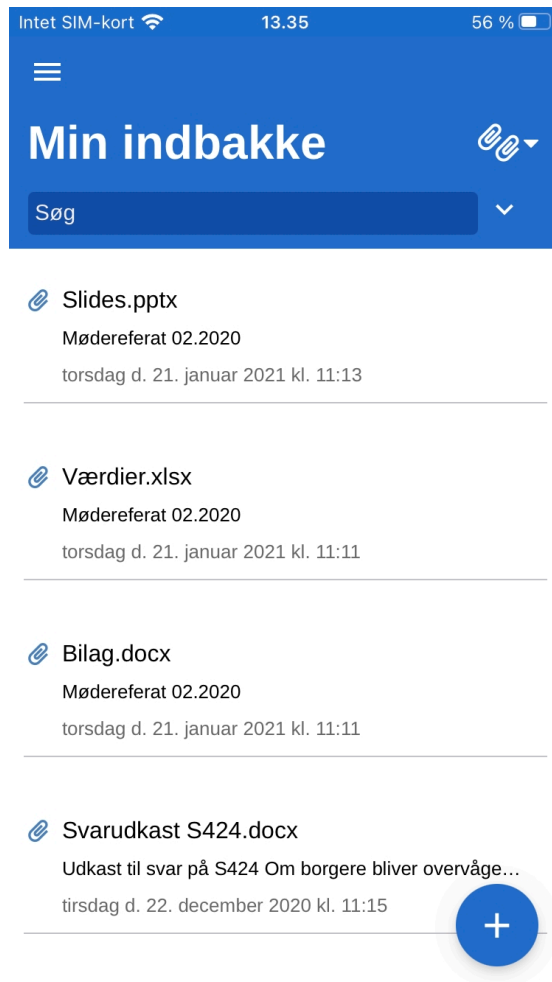 Intet SIM-kort 13.35 56 %
Min indbakke
Søg
Slides.pptx
Mødereferat 02.2020
torsdag d. 21. januar 2021 kl. 11:13
Værdier.xlsx
Mødereferat 02.2020
torsdag d. 21. januar 2021 kl. 11:11
Bilag.docx
Mødereferat 02.2020
torsdag d. 21. januar 2021 kl. 11:11
Svarudkast S424.docx
Udkast til svar på S424 Om borgere bliver overvåge...
tirsdag d. 22. december 2020 kl. 11:15